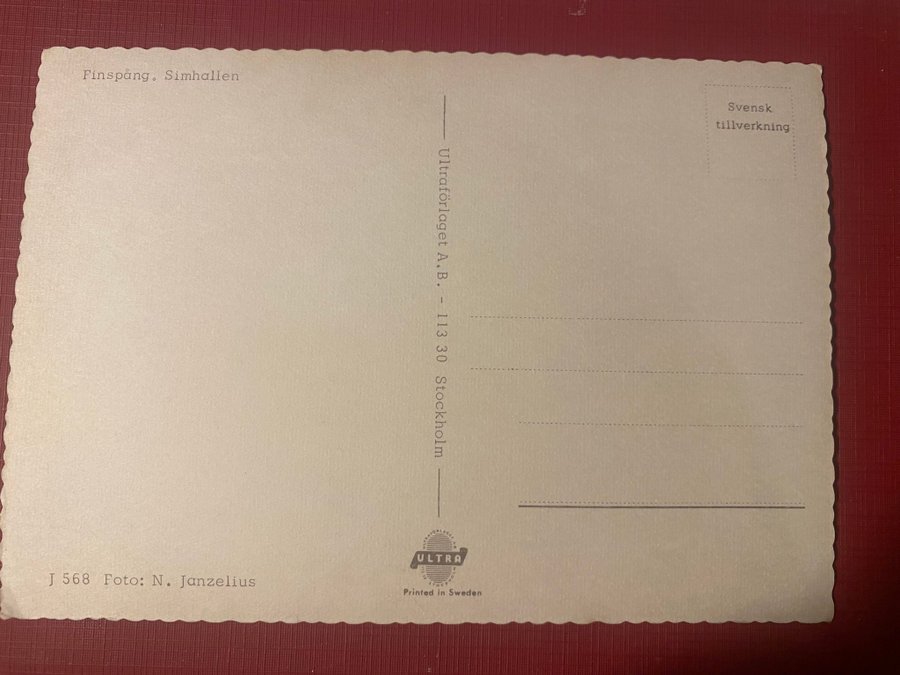 Finspång. Simhallen
Svensk
tillverkning
Ultraförlaget A.B. - 113 30 Stockholm
ULTRA
Printed in Sweden
J 568 Foto: N. Janzelius